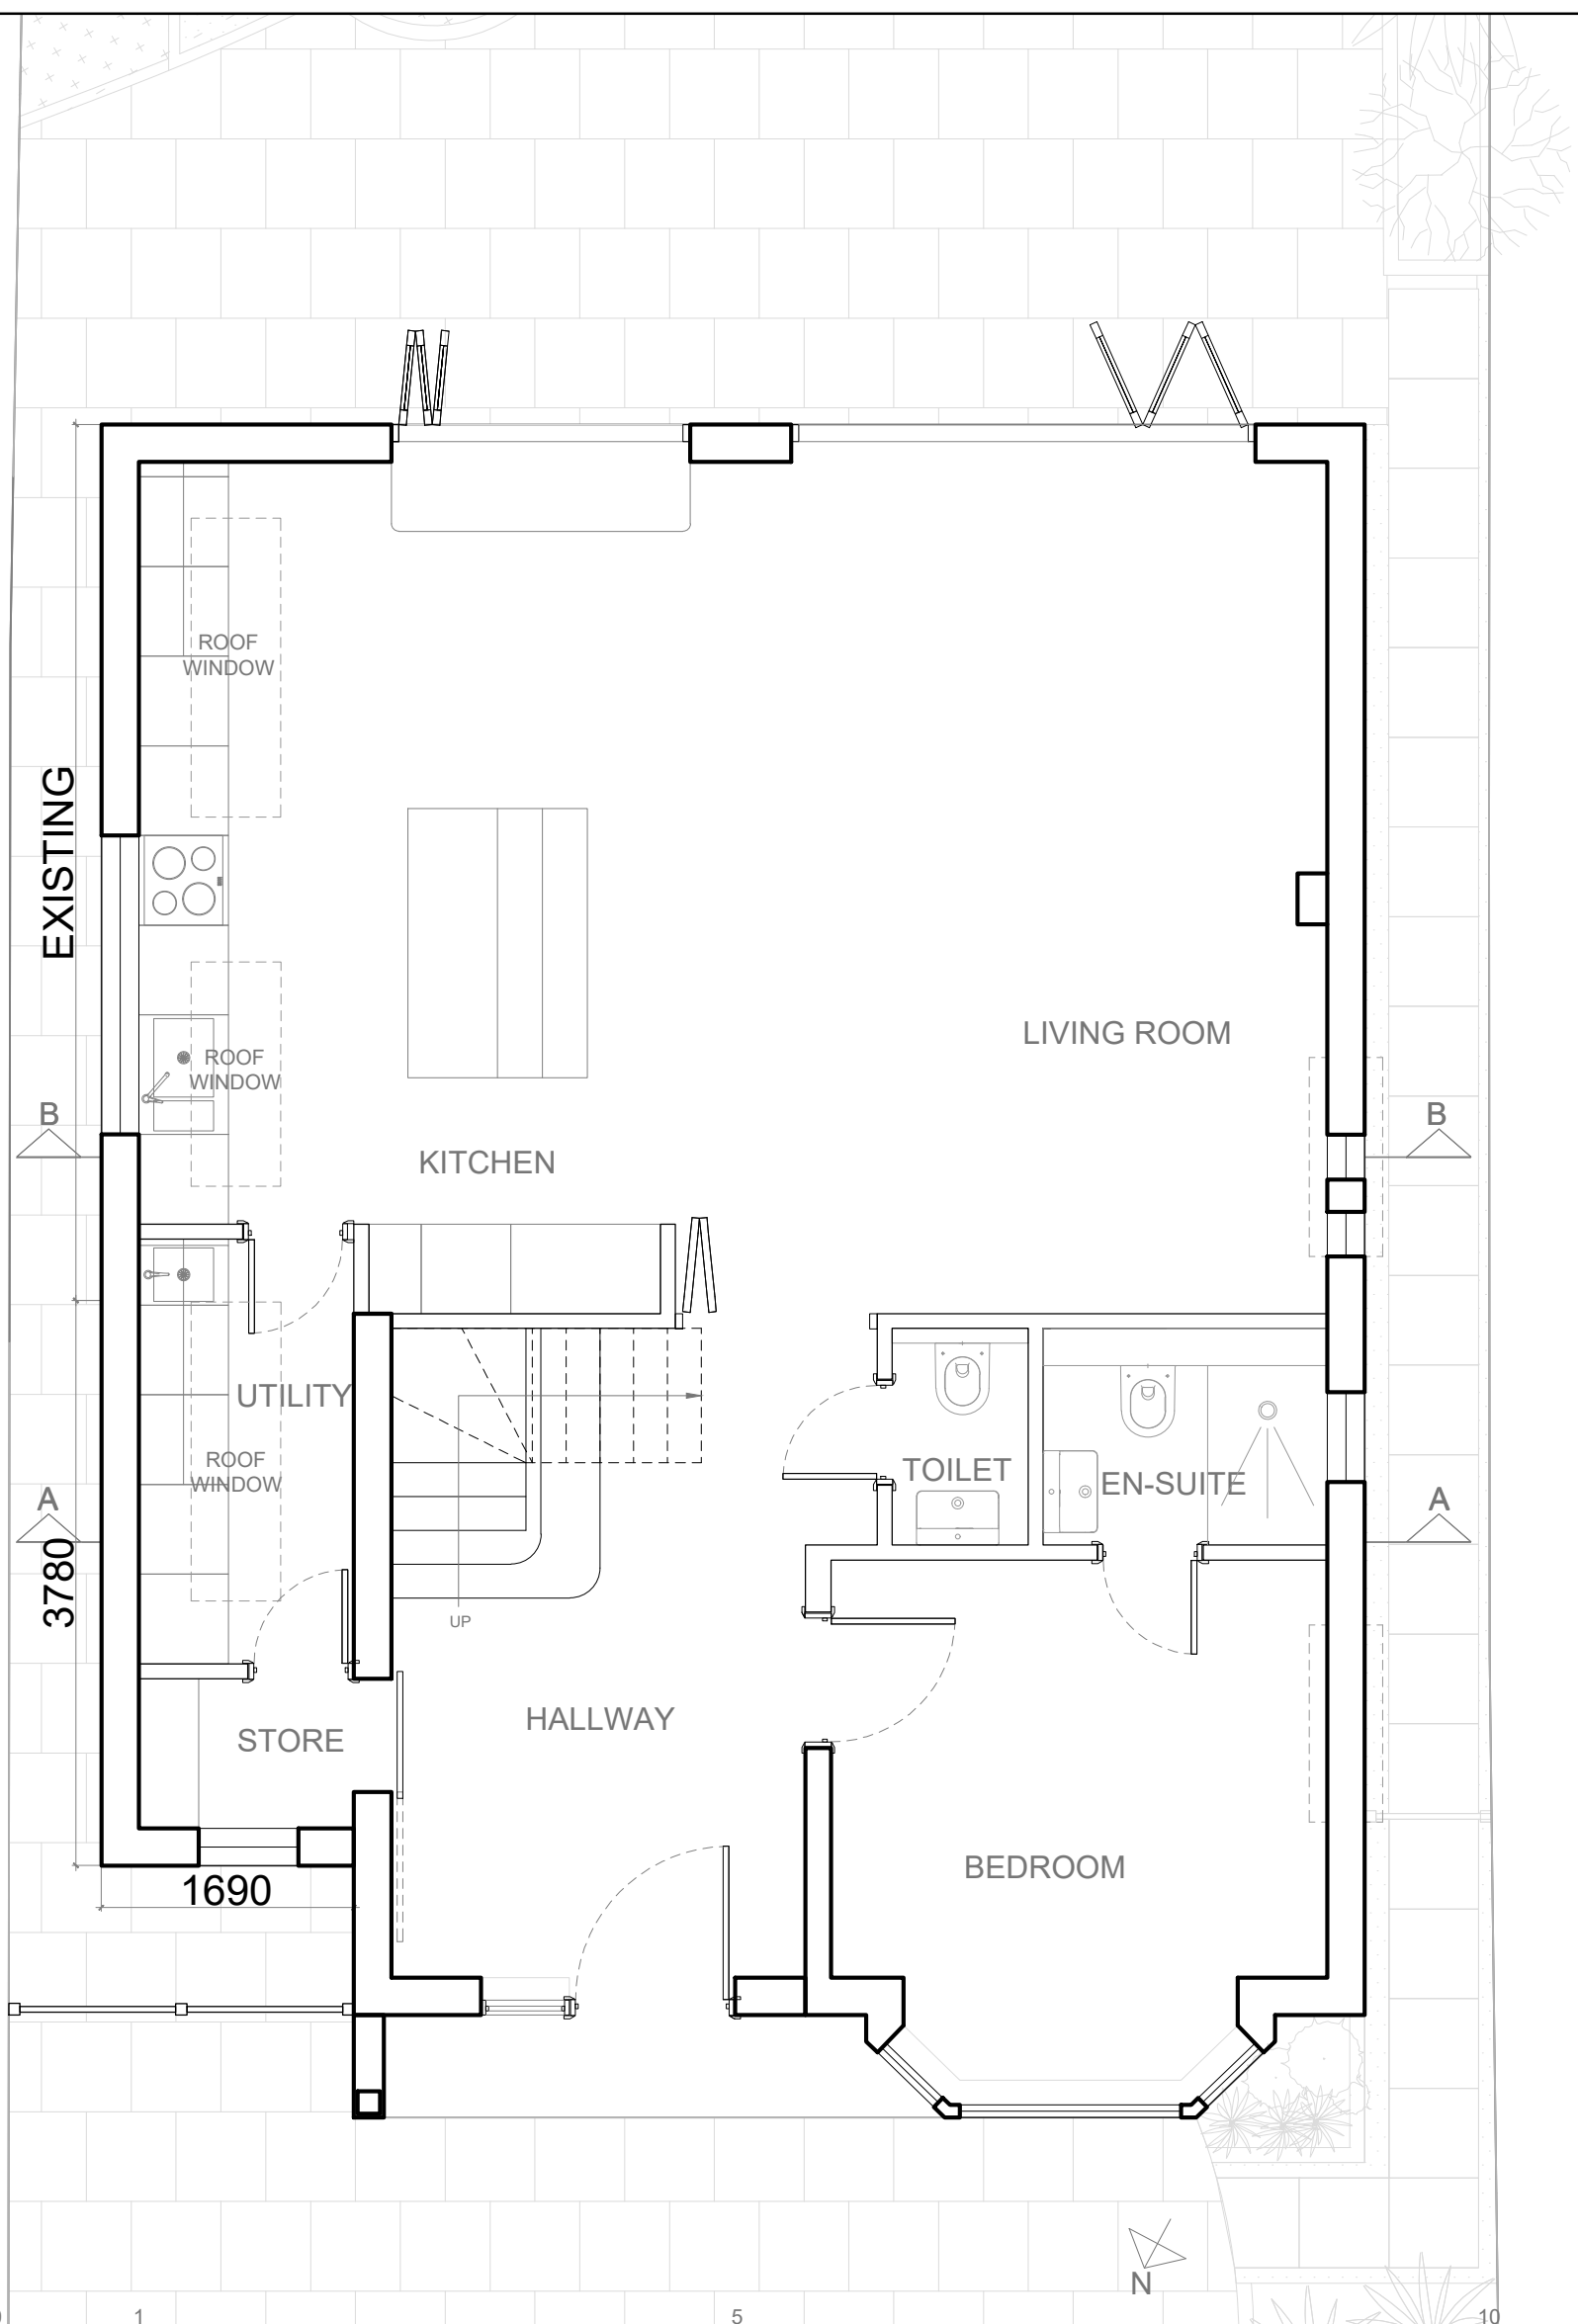 ROOF
WINDOW
EXISTING
LIVING ROOM
ROOF
WINDOW
B
B
KITCHEN
UTILITY
ROOF
WINDOW
TOILET
EN-SUITE
A
A
3780
UP
HALLWAY
STORE
BEDROOM
1690
N
1
5
10